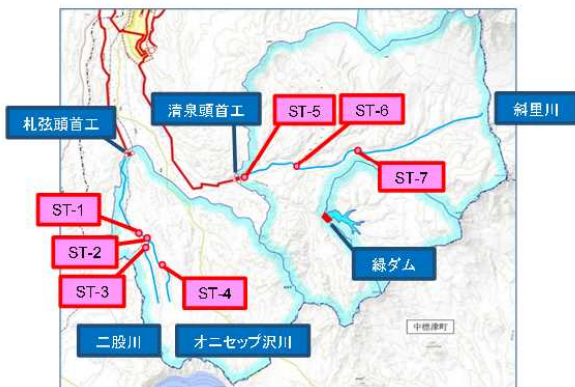 清泉頭首工
ST-5
ST-6
斜里川
札弦頭首工
ST-7
ST-1
ST-2
ST-3
ST-4
緑ダム
二股川
オニセップ沢川
中標津町